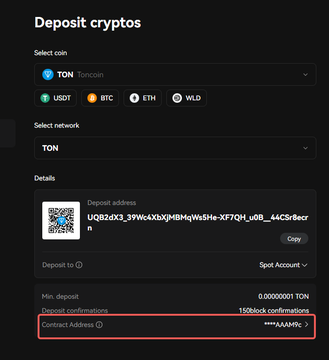 Deposit cryptos
Select coin
TON Toncoin
USDT BTC ETH WLD
Select network
TON
Details
Deposit address
UQB2dX3_39Wc4XbXjMBMqWs5He-XF7QH_u0B__44CSr8ecr
n
Copy
Deposit to Spot Account
Min. deposit 0.00000001 TON
Deposit confirmations 150block confirmations
Contract Address ****AAAM9c